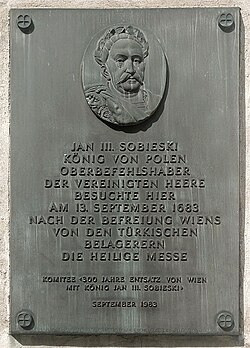 JAN III. SOBIESKI
KÖNIG VON POLEN
OBERBEFEHLSHABER
DER VEREINIGTEN HEERE
BESUCHTE HIER
AM 13. SEPTEMBER 1683
NACH DER BEFREIUNG WIENS
VON DEN TÜRKISCHEN
BELAGERERN
DIE HEILIGE MESSE
KOMITEE «300 JAHRE ENTSATZ VON WIEN
MIT KÖNIG JAN III. SOBIESKI»
SEPTEMBER 1983